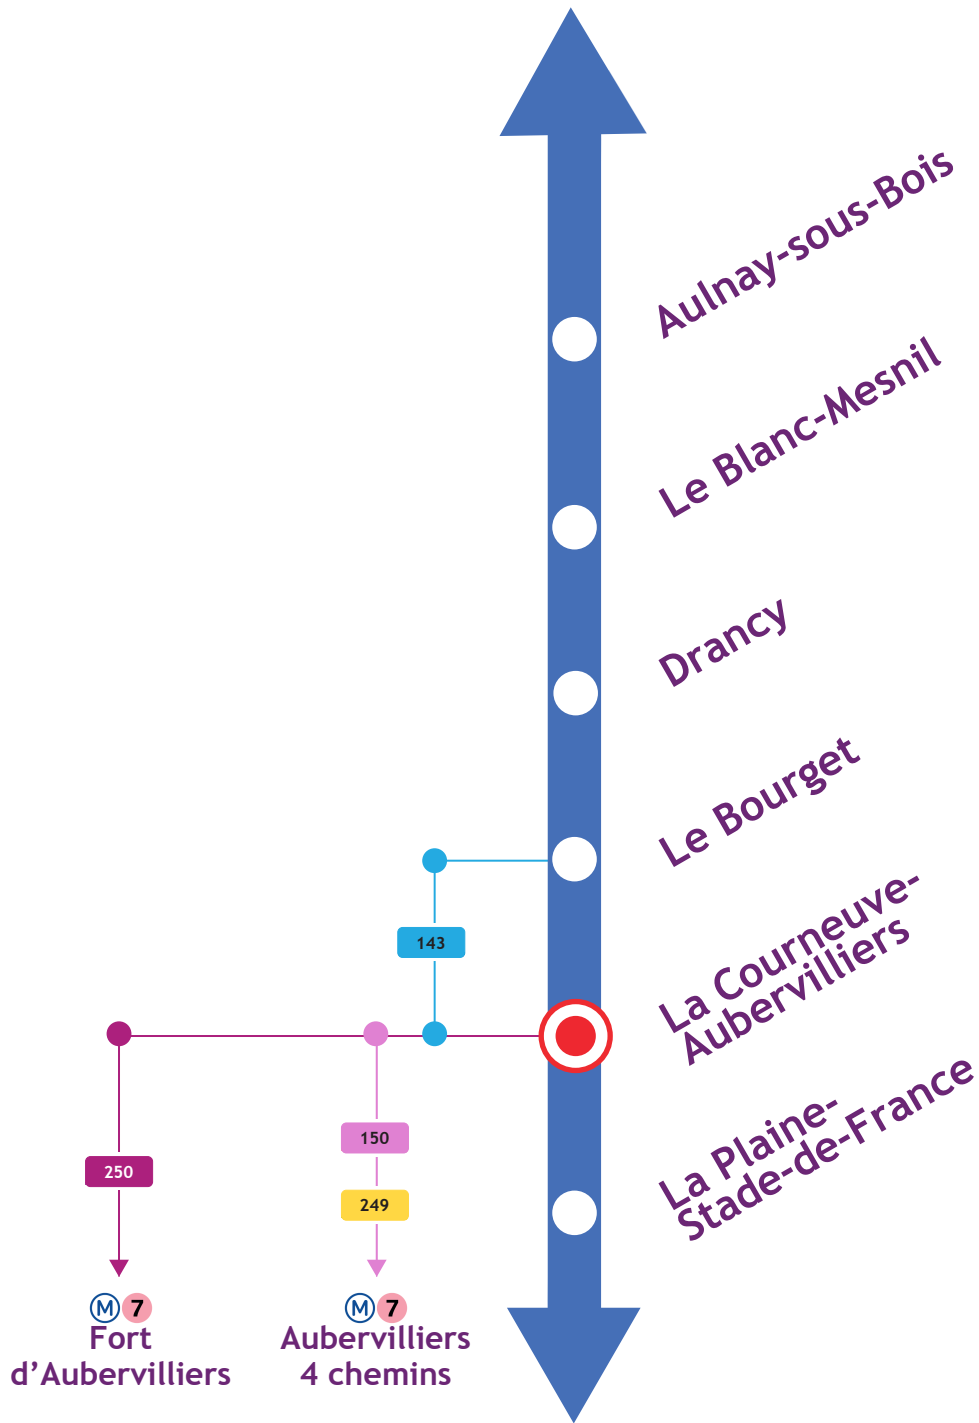 Aulnay-sous-Bois
Le Blanc-Mesnil
Drancy
Le Bourget
La Courneuve-
Aubervilliers
La Plaine-
Stade-de-France
143
150
250
249
M 7
Fort
d’Aubervilliers
M 7
Aubervilliers
4 chemins